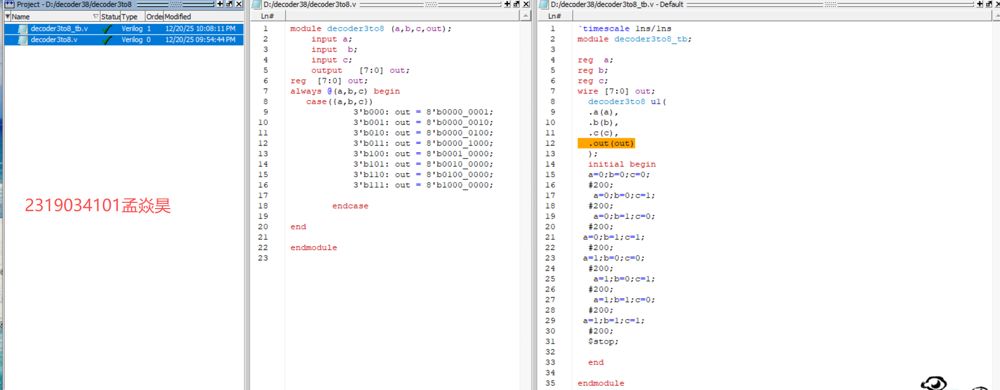 Project - D:/decoder38/decoder3to8
Name Status Type Order Modified
decoder3to8_tb.v Verilog 1 12/20/25 10:08:11 PM
decoder3to8.v Verilog 0 12/20/25 09:54:44 PM
2319034101孟焱昊
D:/decoder38/decoder3to8.v
Ln#
1 module decoder3to8 (a,b,c,out);
2 input a;
3 input b;
4 input c;
5 output [7:0] out;
6 reg [7:0] out;
7 always @(a,b,c) begin
8 case({a,b,c})
9 3'b000: out = 8'b0000_0001;
10 3'b001: out = 8'b0000_0010;
11 3'b010: out = 8'b0000_0100;
12 3'b011: out = 8'b0000_1000;
13 3'b100: out = 8'b0001_0000;
14 3'b101: out = 8'b0010_0000;
15 3'b110: out = 8'b0100_0000;
16 3'b111: out = 8'b1000_0000;
17
18 endcase
19
20 end
21
22 endmodule
23
D:/decoder38/decoder3to8_tb.v - Default
Ln#
1 `timescale 1ns/1ns
2 module decoder3to8_tb;
3
4 reg a;
5 reg b;
6 reg c;
7 wire [7:0] out;
8 decoder3to8 u1(
9 .a(a),
10 .b(b),
11 .c(c),
12 .out(out)
13 );
14 initial begin
15 a=0;b=0;c=0;
16 #200;
17 a=0;b=0;c=1;
18 #200;
19 a=0;b=1;c=0;
20 #200;
21 a=0;b=1;c=1;
22 #200;
23 a=1;b=0;c=0;
24 #200;
25 a=1;b=0;c=1;
26 #200;
27 a=1;b=1;c=0;
28 #200;
29 a=1;b=1;c=1;
30 #200;
31 $stop;
32
33 end
34
35 endmodule